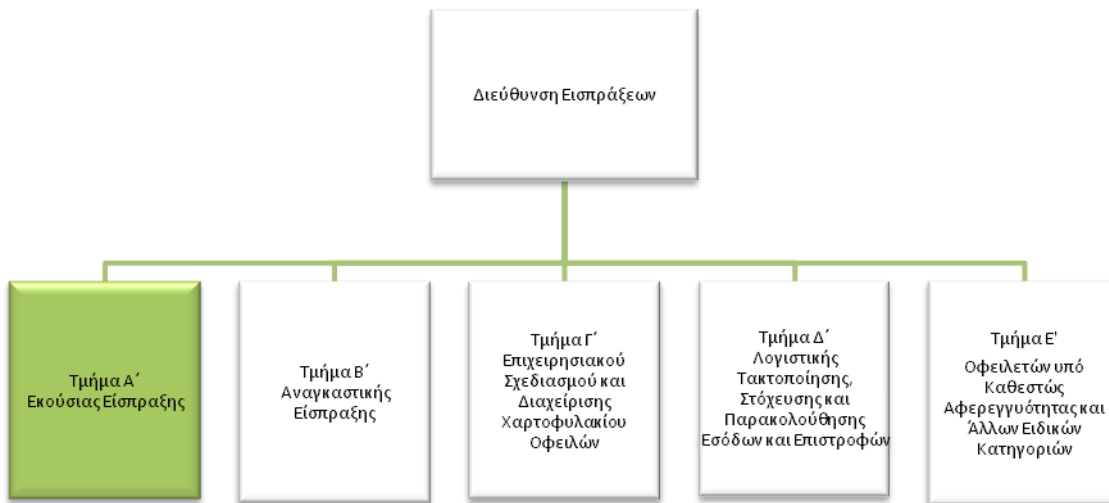 Διεύθυνση Εισπράξεων
Τμήμα Α΄
Εκούσιας Είσπραξης
Τμήμα Β΄
Αναγκαστικής
Είσπραξης
Τμήμα Γ΄
Επιχειρησιακού
Σχεδιασμού και
Διαχείρισης
Χαρτοφυλακίου
Οφειλών
Τμήμα Δ΄
Λογιστικής
Τακτοποίησης,
Στόχευσης και
Παρακολούθησης
Εσόδων και Επιστροφών
Τμήμα Ε'
Οφειλετών υπό
Καθεστώς
Αφερεγγυότητας και
Άλλων Ειδικών
Κατηγοριών